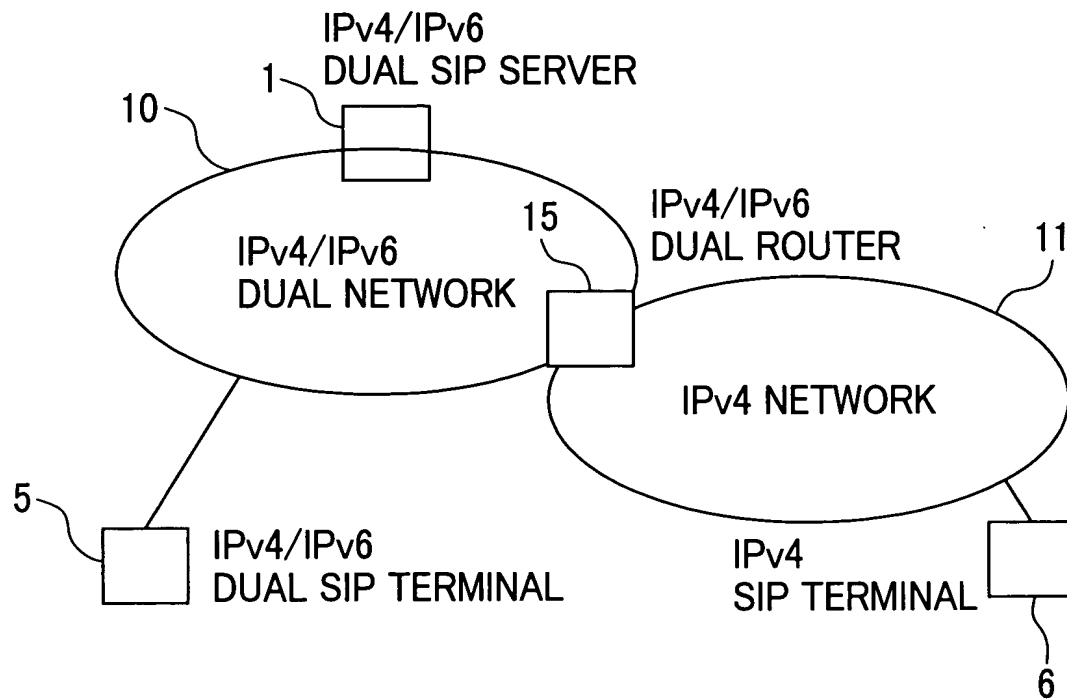 IPv4/IPv6
DUAL SIP SERVER
1
10
IPv4/IPv6
DUAL ROUTER
15
11
IPv4/IPv6
DUAL NETWORK
IPv4 NETWORK
5
IPv4/IPv6
DUAL SIP TERMINAL
IPv4
SIP TERMINAL
6